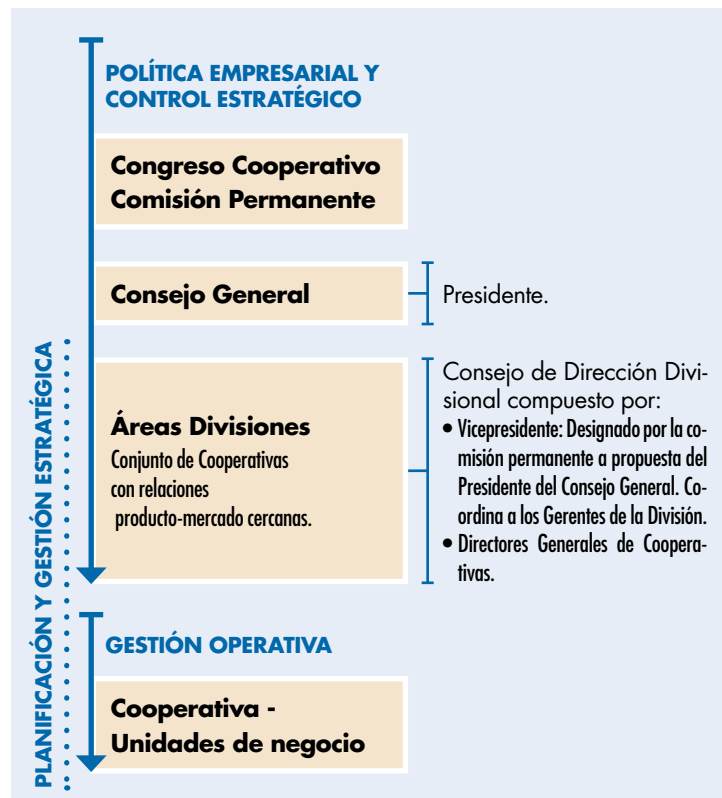 POLÍTICA EMPRESARIAL Y
CONTROL ESTRATÉGICO
Congreso Cooperativo
Comisión Permanente
Consejo General
Presidente.
Áreas Divisiones
Conjunto de Cooperativas
con relaciones
producto-mercado cercanas.
Consejo de Dirección Divi-
sional compuesto por:
• Vicepresidente: Designado por la co-
misión permanente a propuesta del
Presidente del Consejo General. Co-
ordina a los Gerentes de la División.
• Directores Generales de Coopera-
tivas.
GESTIÓN OPERATIVA
Cooperativa -
Unidades de negocio
PLANIFICACIÓN Y GESTIÓN ESTRATÉGICA